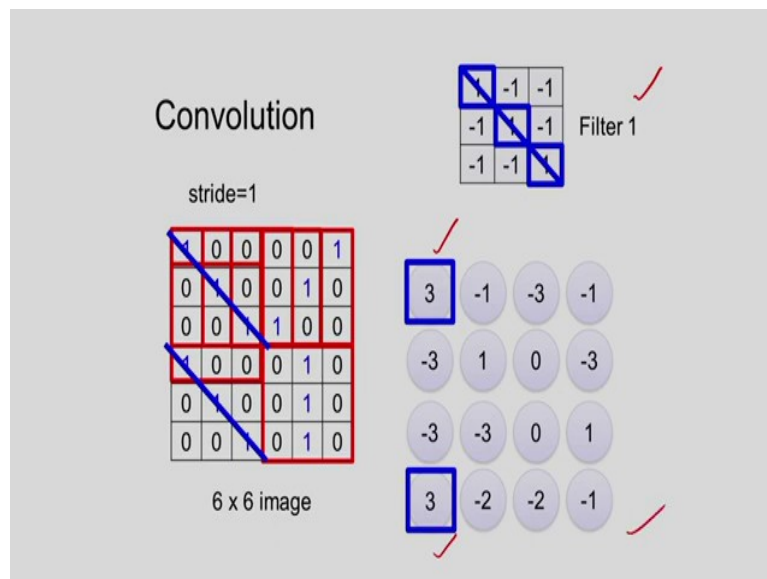 Convolution
stride=1
1 -1 -1
-1 1 -1
-1 -1 1
Filter 1
1 0 0 0 0 1
0 1 0 0 1 0
0 0 1 1 0 0
1 0 0 0 1 0
0 1 0 0 1 0
0 0 1 0 1 0
6 x 6 image
3 -1 -3 -1
-3 1 0 -3
-3 -3 0 1
3 -2 -2 -1